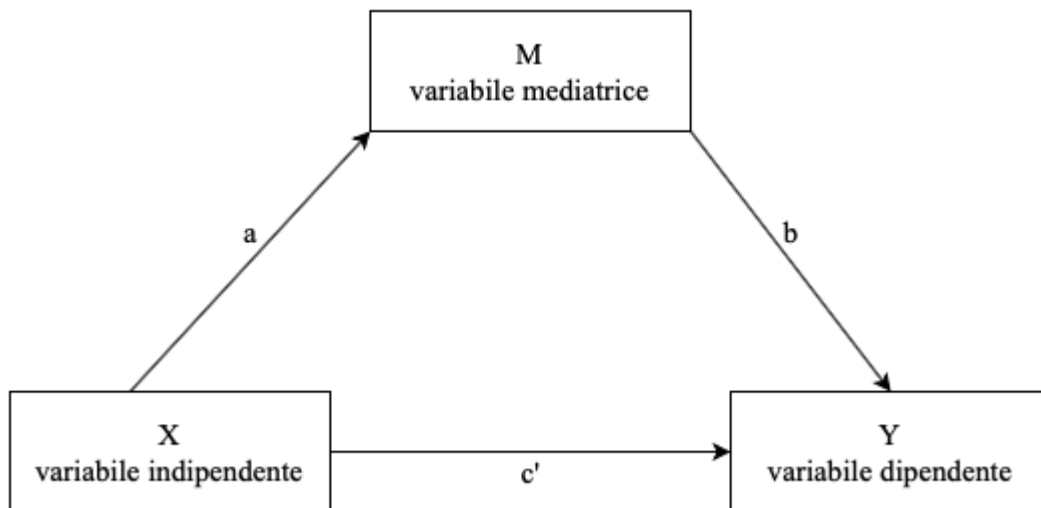 M
variabile mediatrice
a
b
X
variabile indipendente
c'
Y
variabile dipendente